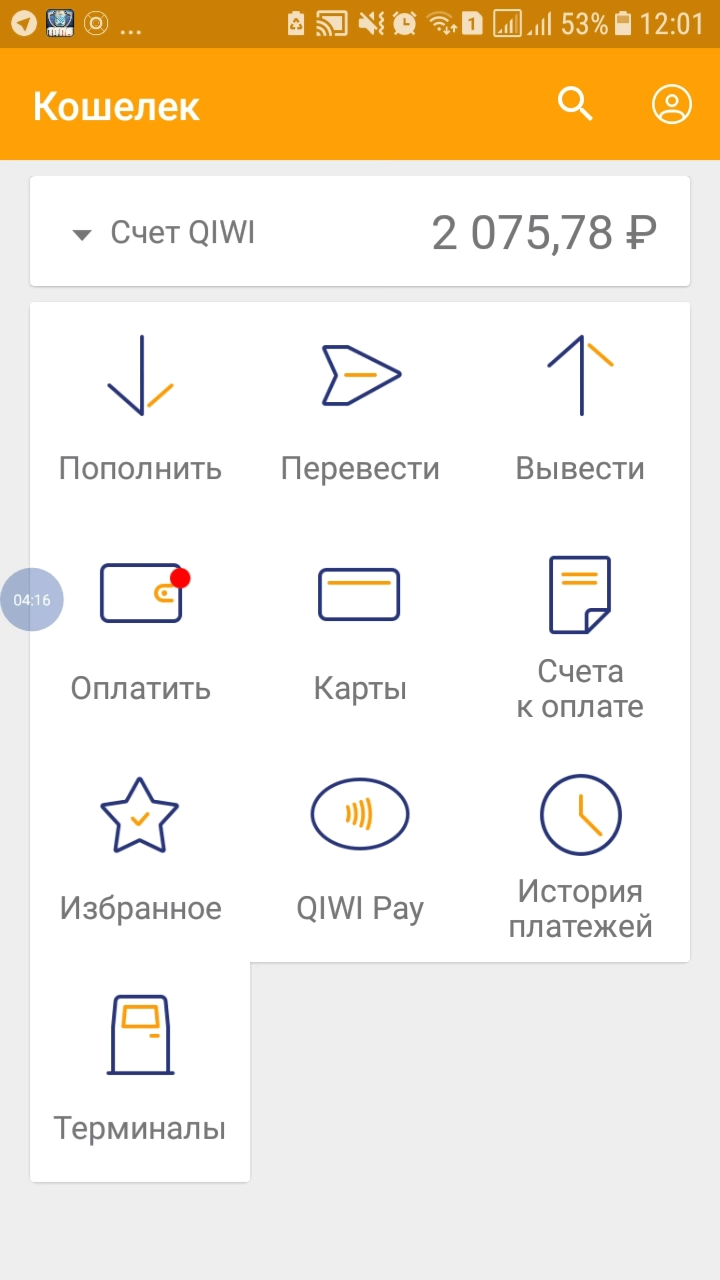 ... 1 53% 12:01
Кошелек
Счет QIWI 2 075,78 ₽
Пополнить Перевести Вывести
04:16
Оплатить Карты Счета
к оплате
Избранное QIWI Pay История
платежей
Терминалы